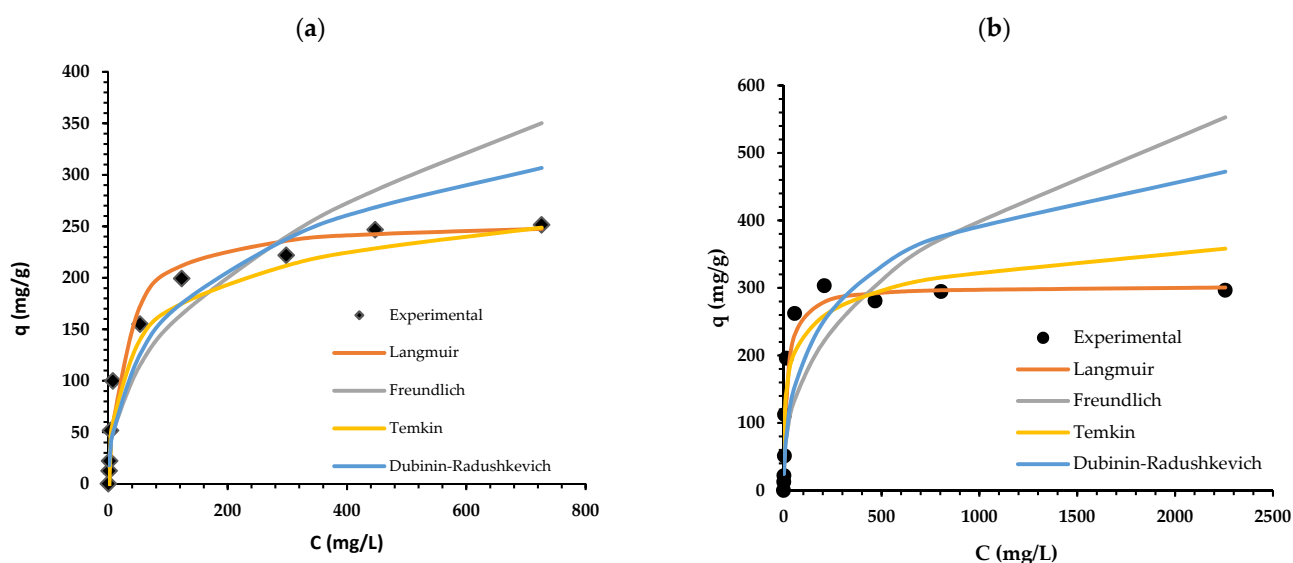 (a)
q (mg/g)
400
350
300
250
200
150
100
50
0
Experimental
Langmuir
Freundlich
Temkin
Dubinin-Radushkevich
0 200 400 600 800
C (mg/L)
(b)
q (mg/g)
600
500
400
300
200
100
0
Experimental
Langmuir
Freundlich
Temkin
Dubinin-Radushkevich
0 500 1000 1500 2000 2500
C (mg/L)